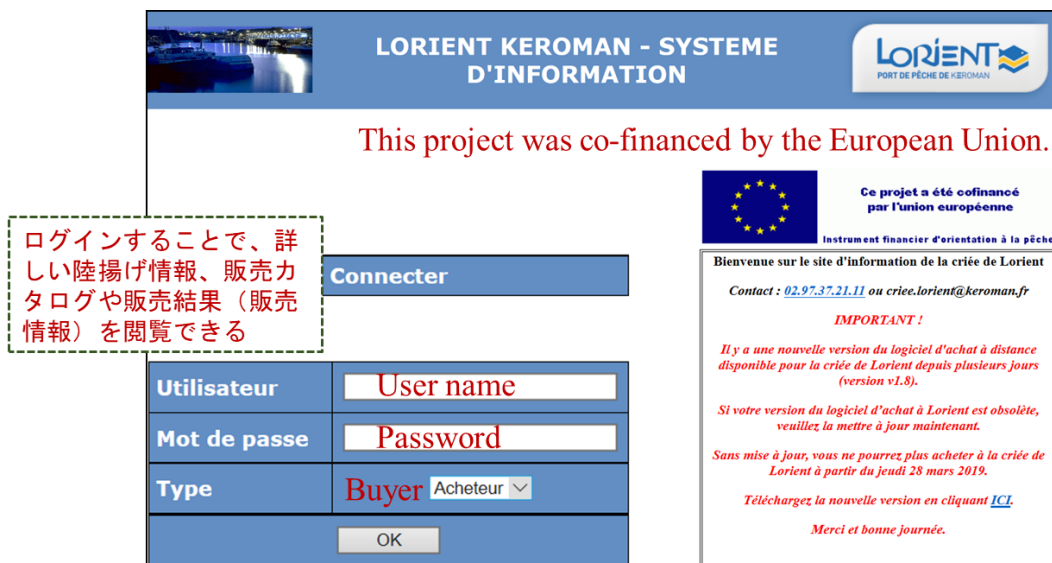 LORIENT KEROMAN - SYSTEME
D'INFORMATION
LORIENT
PORT DE PÊCHE DE KEROMAN
This project was co-financed by the European Union.
Ce projet a été cofinancé
par l'union européenne
Instrument financier d'orientation à la pêche
ログインすることで、詳
しい陸揚げ情報、販売カ
タログや販売結果（販売
情報）を閲覧できる
Connecter
Utilisateur
User name
Mot de passe
Password
Type
Buyer
Acheteur
OK
Bienvenue sur le site d'information de la criée de Lorient
Contact : 02.97.37.21.11 ou criee.lorient@keroman.fr
IMPORTANT !
Il y a une nouvelle version du logiciel d'achat à distance
disponible pour la criée de Lorient depuis plusieurs jours
(version v1.8).
Si votre version du logiciel d'achat à Lorient est obsolète,
veuillez la mettre à jour maintenant.
Sans mise à jour, vous ne pourrez plus acheter à la criée de
Lorient à partir du jeudi 28 mars 2019.
Téléchargez la nouvelle version en cliquant ICI.
Merci et bonne journée.